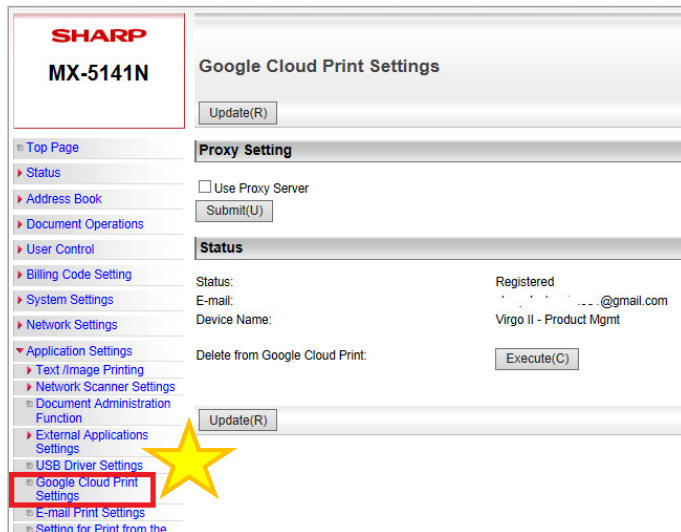 SHARP
MX-5141N
Google Cloud Print Settings
Update(R)
Top Page
Status
Address Book
Document Operations
User Control
Billing Code Setting
System Settings
Network Settings
Application Settings
Text /Image Printing
Network Scanner Settings
Document Administration
Function
External Applications
Settings
USB Driver Settings
Google Cloud Print
Settings
E-mail Print Settings
Setting for Print from the
Proxy Setting
Use Proxy Server
Submit(U)
Status
Status: Registered
E-mail: @gmail.com
Device Name: Virgo II - Product Mgmt
Delete from Google Cloud Print: Execute(C)
Update(R)